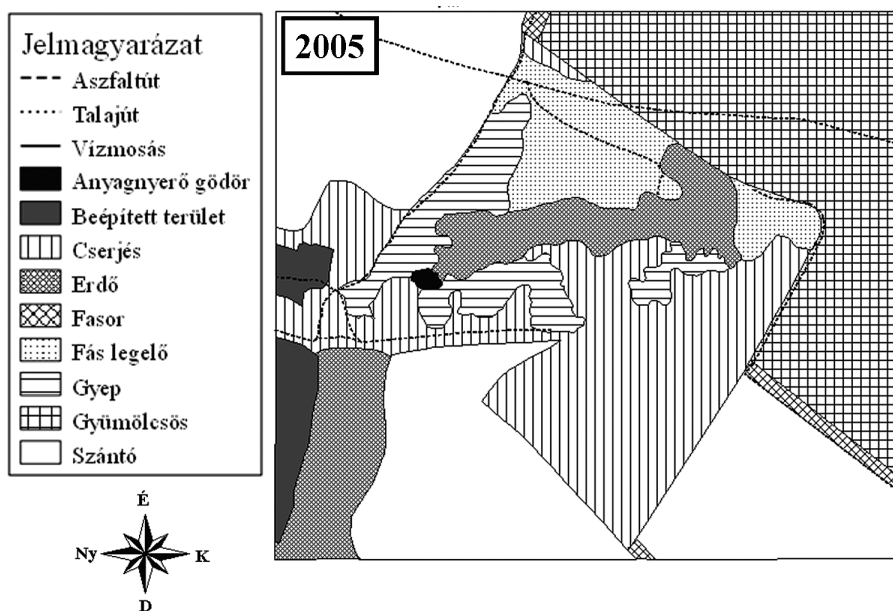 2005
Jelmagyarázat
Aszfaltút
Talajút
Vízmosás
Anyagnyerő gödör
Beépített terület
Cserjés
Erdő
Fasor
Fás legelő
Gyep
Gyümölcsös
Szántó
É
Ny
K
D